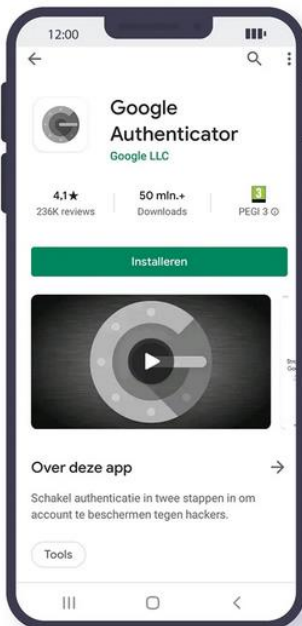 12:00
Google
Authenticator
Google LLC
4,1★
50 mln.+
3
236K reviews
Downloads
PEGI 3
Installeren
Over deze app
Schakel authenticatie in twee stappen in om
account te beschermen tegen hackers.
Tools